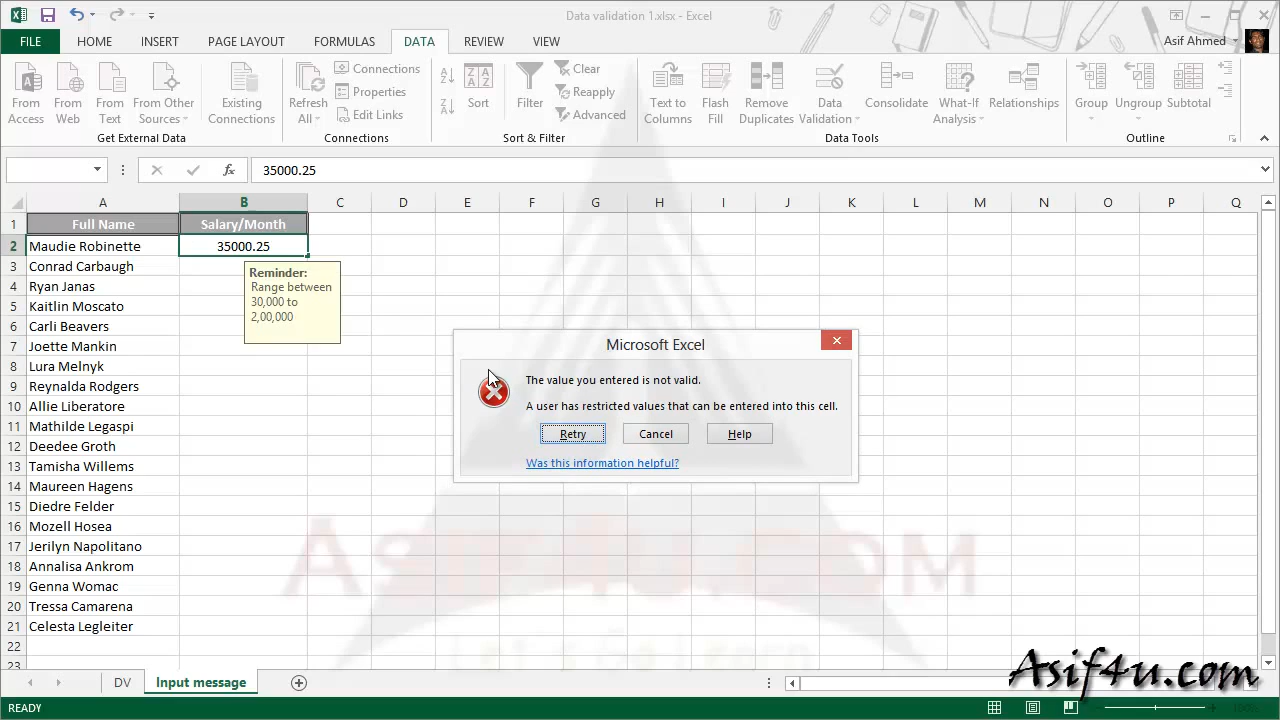 Data validation 1.xlsx - Excel
FILE HOME INSERT PAGE LAYOUT FORMULAS DATA REVIEW VIEW Asif Ahmed
From Access
From Web
From Text
From Other Sources
Existing Connections
Get External Data
Refresh All
Connections
Properties
Edit Links
Connections
Sort
Filter
Clear
Reapply
Advanced
Sort & Filter
Text to Columns
Flash Fill
Remove Duplicates
Data Validation
Consolidate
What-If Analysis
Relationships
Data Tools
Group
Ungroup
Subtotal
Outline
fx 35000.25
A B C D E F G H I J K L M N O P Q
1 Full Name Salary/Month
2 Maudie Robinette 35000.25
3 Conrad Carbaugh
4 Ryan Janas
5 Kaitlin Moscato
6 Carli Beavers
7 Joette Mankin
8 Lura Melnyk
9 Reynalda Rodgers
10 Allie Liberatore
11 Mathilde Legaspi
12 Deedee Groth
13 Tamisha Willems
14 Maureen Hagens
15 Diedre Felder
16 Mozell Hosea
17 Jerilyn Napolitano
18 Annalisa Ankrom
19 Genna Womac
20 Tressa Camarena
21 Celesta Legleiter
22
23
Reminder:
Range between
30,000 to
2,00,000
Microsoft Excel
The value you entered is not valid.
A user has restricted values that can be entered into this cell.
Retry Cancel Help
Was this information helpful?
Asif4u.com
Let's Go Learn
DV Input message
Asif4u.com
READY